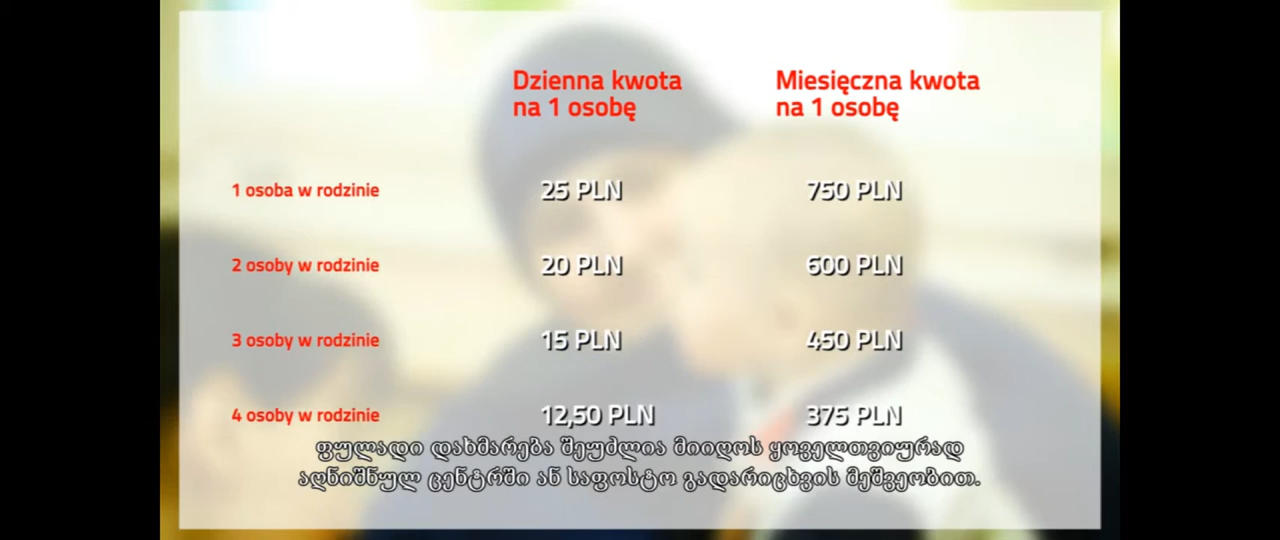 Dzienna kwota
na 1 osobę
Miesięczna kwota
na 1 osobę
1 osoba w rodzinie 25 PLN 750 PLN
2 osoby w rodzinie 20 PLN 600 PLN
3 osoby w rodzinie 15 PLN 450 PLN
4 osoby w rodzinie 12,50 PLN 375 PLN
ფულადი დახმარება შეუძლია მიიღოს ყოველთვიურად
აღნიშნულ ცენტრში ან საფოსტო გადარიცხვის მეშვეობით.